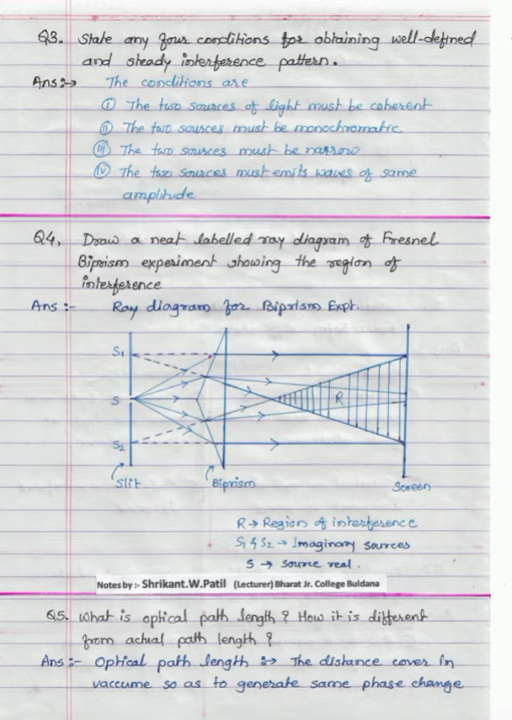 Q3. State any four conditions for obtaining well-defined
and steady interference pattern.
Ans:→ The conditions are
(i) The two sources of light must be coherent
(ii) The two sources must be monochromatic.
(iii) The two sources must be narrow
(iv) The two sources must emits waves of same
amplitude
Q4, Draw a neat labelled ray diagram of Fresnel
Biprism experiment showing the region of
interference
Ans :- Ray diagram for Biprism Expt.
S1
S
S2
R
Slit
Biprism
Screen
R → Region of interference
S1 & S2 → Imaginary sources
S → source real.
Notes by :- Shrikant.W.Patil (Lecturer) Bharat Jr. College Buldana
Q5. What is optical path length ? How it is different
from actual path length ?
Ans :- Optical path length :→ The distance cover in
vaccume so as to generate same phase change